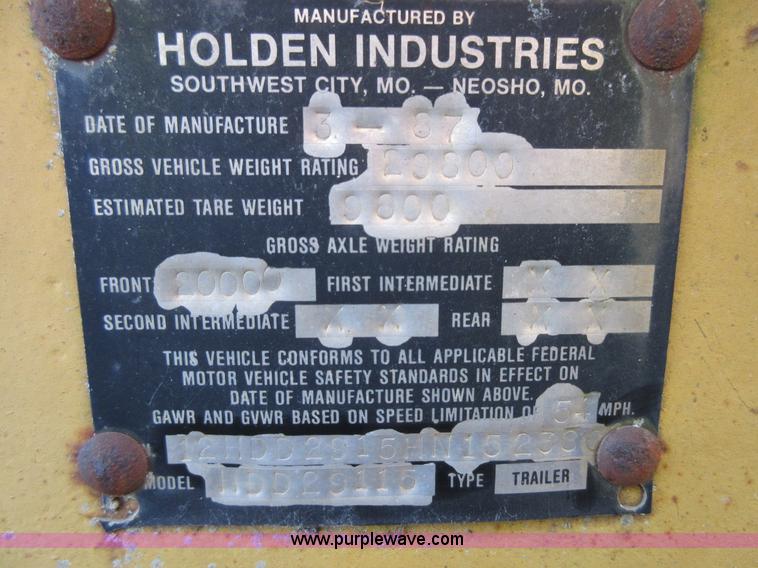 MANUFACTURED BY
HOLDEN INDUSTRIES
SOUTHWEST CITY, MO. — NEOSHO, MO.
DATE OF MANUFACTURE 3 - 87
GROSS VEHICLE WEIGHT RATING 29800
ESTIMATED TARE WEIGHT 9800
GROSS AXLE WEIGHT RATING
FRONT 20000 FIRST INTERMEDIATE X X
SECOND INTERMEDIATE X X REAR X X
THIS VEHICLE CONFORMS TO ALL APPLICABLE FEDERAL
MOTOR VEHICLE SAFETY STANDARDS IN EFFECT ON
DATE OF MANUFACTURE SHOWN ABOVE.
GAWR AND GVWR BASED ON SPEED LIMITATION OF MPH.
MODEL TYPE TRAILER
www.purplewave.com